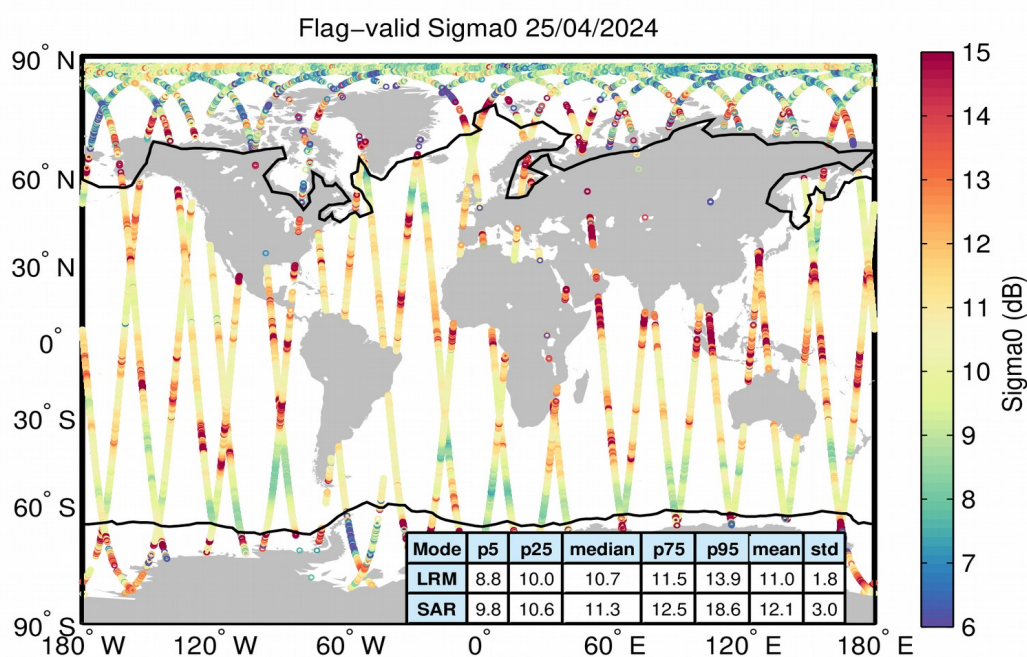 Flag−valid Sigma0 25/04/2024
90° N
60° N
30° N
0°
30° S
60° S
90° S
180° W 120° W 60° W 0° 60° E 120° E 180° E
15
14
13
12
11
10
9
8
7
6
Sigma0 (dB)
Mode p5 p25 median p75 p95 mean std
LRM 8.8 10.0 10.7 11.5 13.9 11.0 1.8
SAR 9.8 10.6 11.3 12.5 18.6 12.1 3.0